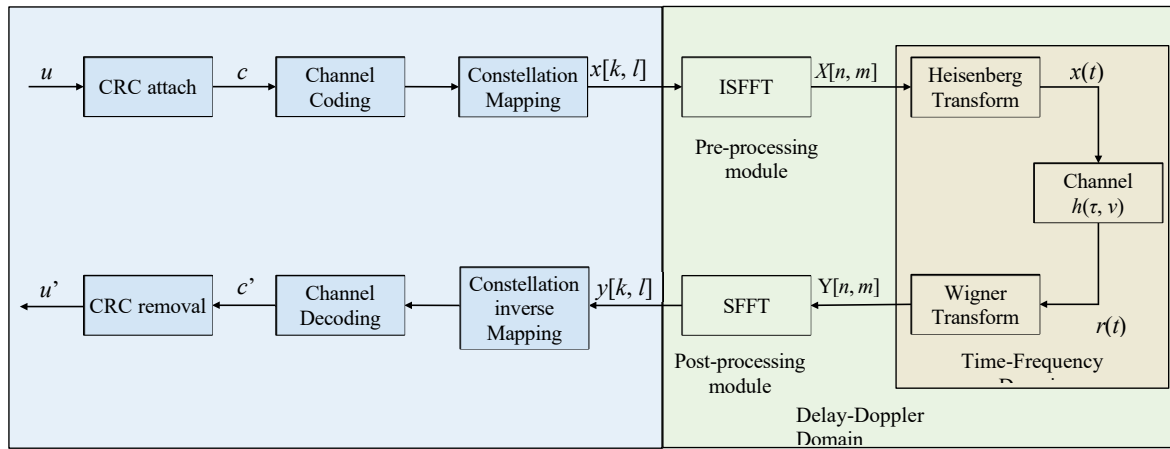 u
CRC attach
c
Channel
Coding
Constellation
Mapping
x[k, l]
ISFFT
X[n, m]
Heisenberg
Transform
x(t)
Pre-processing
module
Channel
h(τ, ν)
u’
CRC removal
c’
Channel
Decoding
Constellation
inverse
Mapping
y[k, l]
SFFT
Y[n, m]
Wigner
Transform
r(t)
Post-processing
module
Time-Frequency
Delay-Doppler
Domain